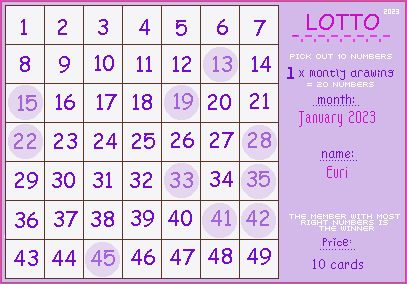 1 2 3 4 5 6 7
8 9 10 11 12 13 14
15 16 17 18 19 20 21
22 23 24 25 26 27 28
29 30 31 32 33 34 35
36 37 38 39 40 41 42
43 44 45 46 47 48 49
2023
LOTTO
PICK OUT 10 NUMBERS
1 x montly drawing
= 20 NUMBERS
month:
January 2023
name:
Evri
THE MEMBER WITH MOST
RIGHT NUMBERS IS
THE WINNER
Price:
10 cards